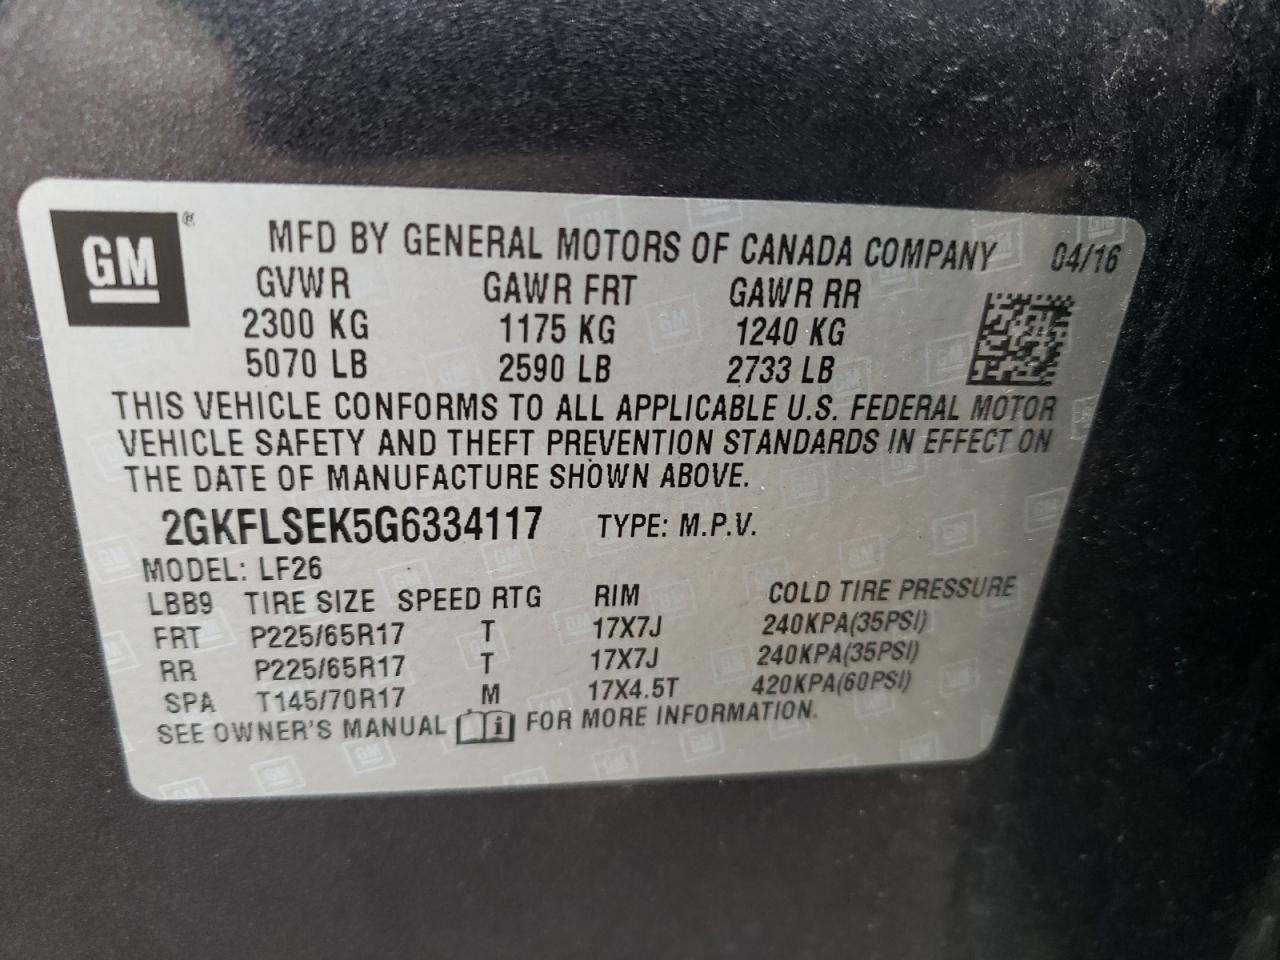 GM ® MFD BY GENERAL MOTORS OF CANADA COMPANY 04/16
GVWR GAWR FRT GAWR RR
2300 KG 1175 KG 1240 KG
5070 LB 2590 LB 2733 LB
THIS VEHICLE CONFORMS TO ALL APPLICABLE U.S. FEDERAL MOTOR
VEHICLE SAFETY AND THEFT PREVENTION STANDARDS IN EFFECT ON
THE DATE OF MANUFACTURE SHOWN ABOVE.
2GKFLSEK5G6334117 TYPE: M.P.V.
MODEL: LF26
LBB9 TIRE SIZE SPEED RTG RIM COLD TIRE PRESSURE
FRT P225/65R17 T 17X7J 240KPA(35PSI)
RR P225/65R17 T 17X7J 240KPA(35PSI)
SPA T145/70R17 M 17X4.5T 420KPA(60PSI)
SEE OWNER'S MANUAL i FOR MORE INFORMATION.